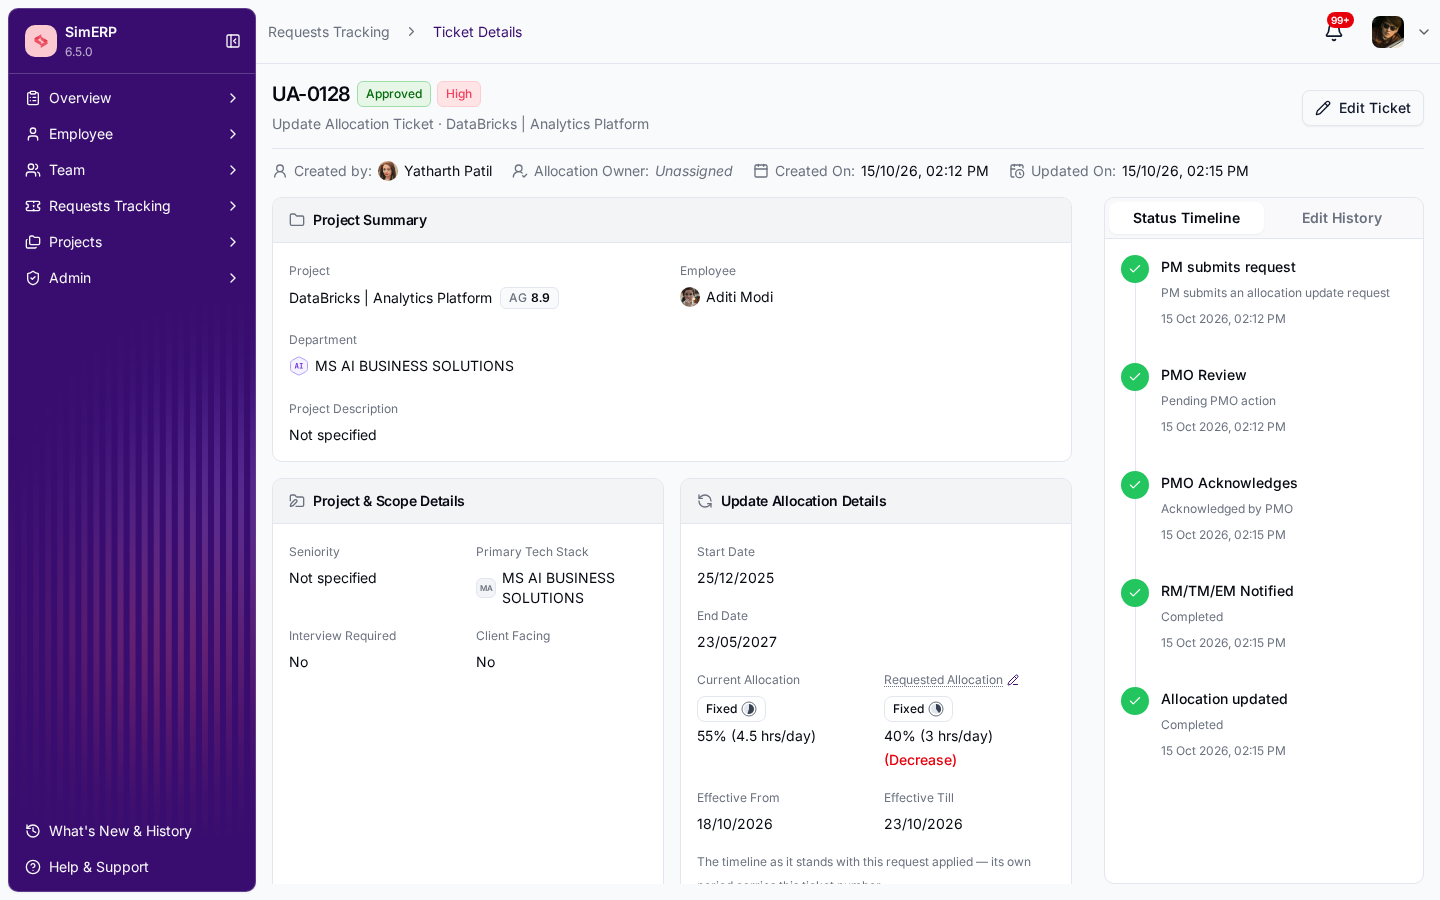 SimERP
6.5.0
Overview
Employee
Team
Requests Tracking
Projects
Admin
What's New & History
Help & Support
Requests Tracking
Ticket Details
99+
UA-0128
Approved
High
Update Allocation Ticket · DataBricks | Analytics Platform
Edit Ticket
Created by: Yatharth Patil
Allocation Owner: Unassigned
Created On: 15/10/26, 02:12 PM
Updated On: 15/10/26, 02:15 PM
Project Summary
Project
DataBricks | Analytics Platform AG 8.9
Employee
Aditi Modi
Department
AI MS AI BUSINESS SOLUTIONS
Project Description
Not specified
Project & Scope Details
Seniority
Not specified
Primary Tech Stack
MA MS AI BUSINESS
SOLUTIONS
Interview Required
No
Client Facing
No
Update Allocation Details
Start Date
25/12/2025
End Date
23/05/2027
Current Allocation
Fixed
55% (4.5 hrs/day)
Requested Allocation
Fixed
40% (3 hrs/day)
(Decrease)
Effective From
18/10/2026
Effective Till
23/10/2026
The timeline as it stands with this request applied — its own
period carries this ticket number
Status Timeline
Edit History
PM submits request
PM submits an allocation update request
15 Oct 2026, 02:12 PM
PMO Review
Pending PMO action
15 Oct 2026, 02:12 PM
PMO Acknowledges
Acknowledged by PMO
15 Oct 2026, 02:15 PM
RM/TM/EM Notified
Completed
15 Oct 2026, 02:15 PM
Allocation updated
Completed
15 Oct 2026, 02:15 PM